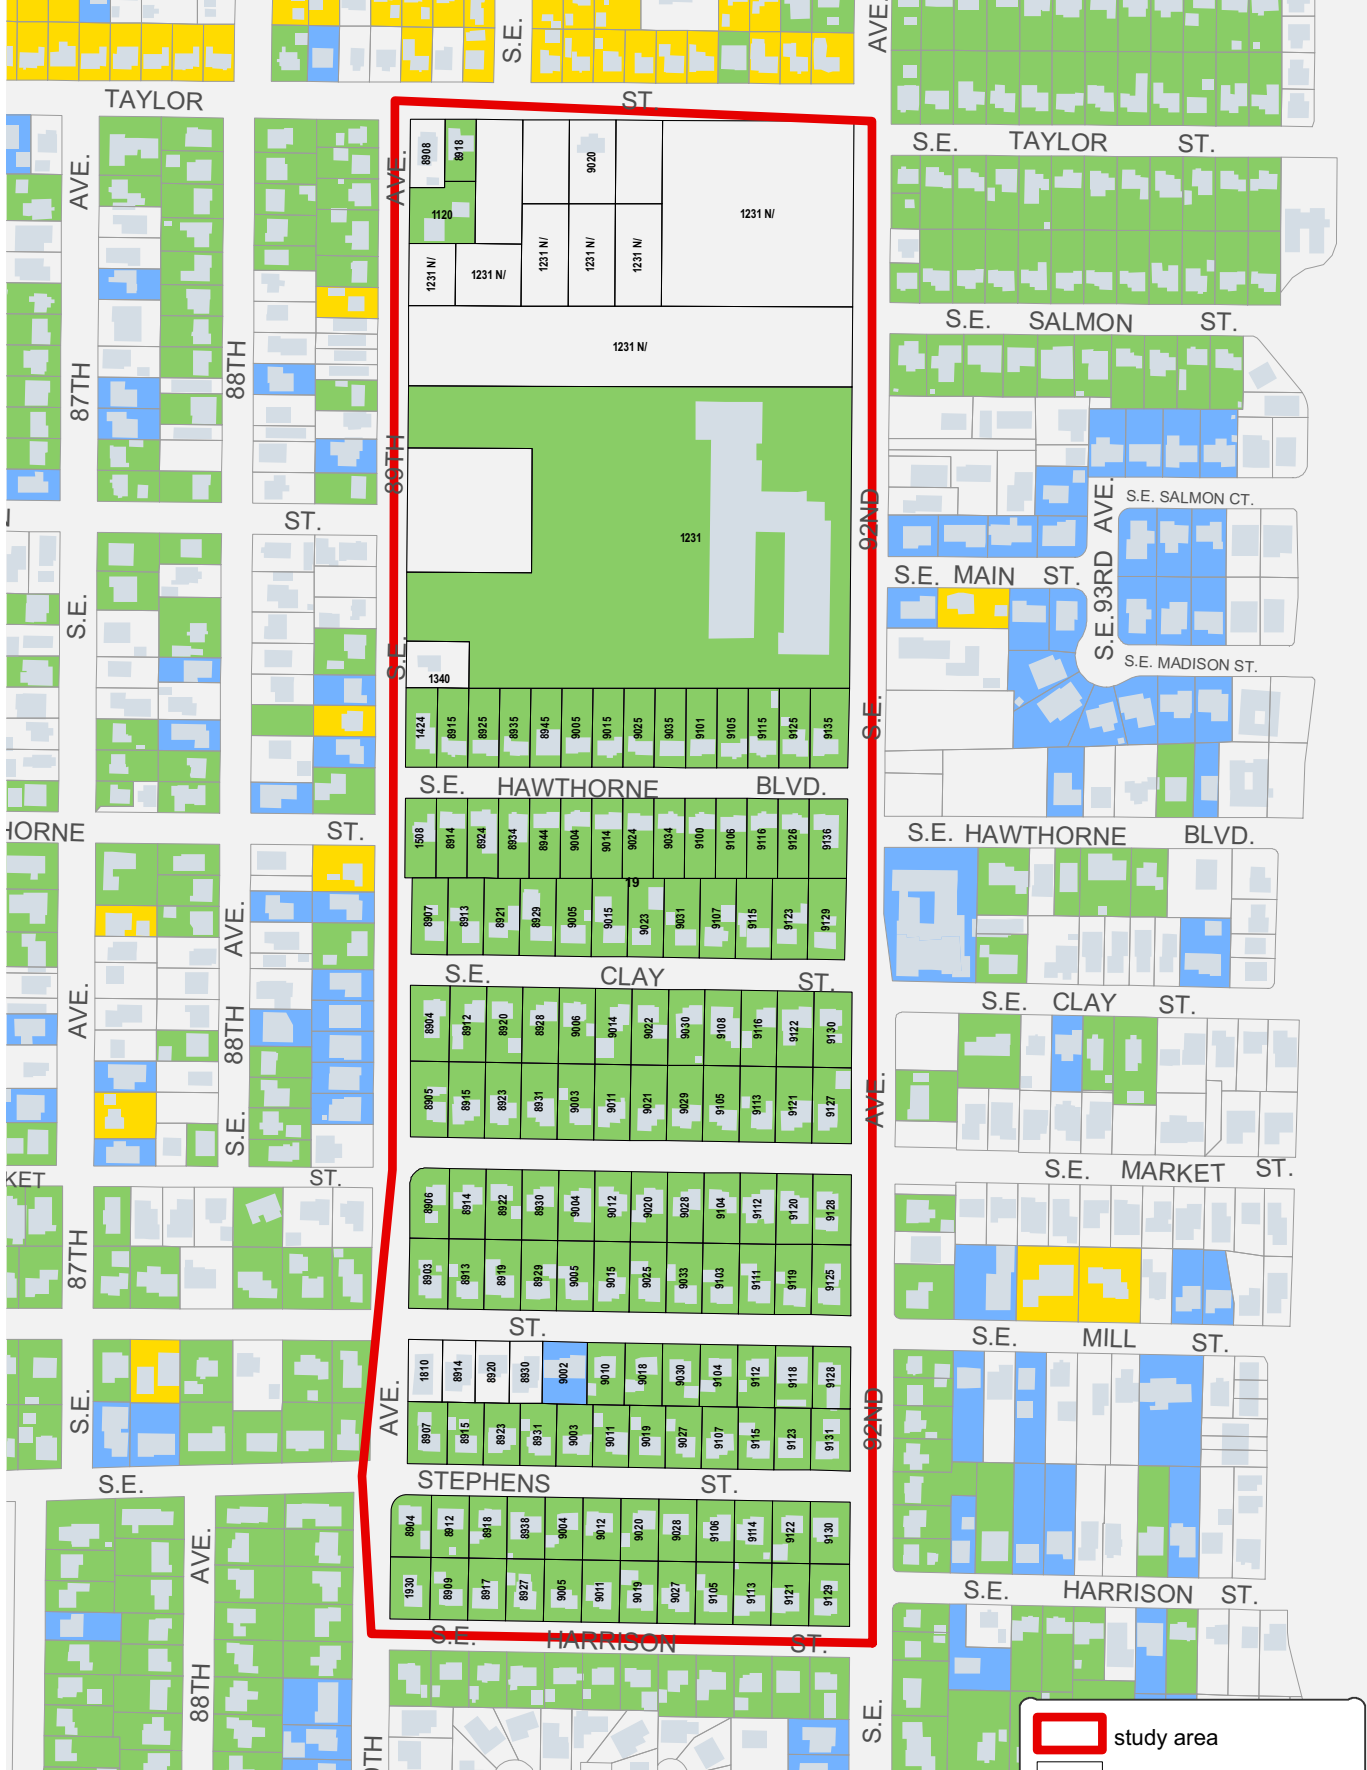 S.E.
AVE.
TAYLOR
ST.
S.E. TAYLOR ST.
AVE.
AVE.
8908
8918
9020
1120
1231 N/
1231 N/
1231 N/
1231 N/
1231 N/
1231 N/
1231 N/
S.E. SALMON ST.
87TH
88TH
89TH
92ND
1231
S.E. SALMON CT.
AVE.
ST.
S.E. MAIN ST.
S.E. 93RD
S.E.
S.E.
1340
S.E. MADISON ST.
S.E.
1424 8915 8925 8935 8945 9005 9015 9025 9035 9101 9105 9115 9125 9135
S.E. HAWTHORNE BLVD.
HORNE
ST.
S.E. HAWTHORNE BLVD.
1508 8914 8924 8934 8944 9004 9014 9024 9034 9100 9106 9116 9126 9136
19
8907 8913 8921 8929 9005 9015 9023 9031 9107 9115 9123 9129
AVE.
S.E. CLAY ST.
S.E. CLAY ST.
AVE.
88TH
8904 8912 8920 8928 9006 9014 9022 9030 9108 9116 9122 9130
8905 8915 8923 8931 9003 9011 9021 9029 9105 9113 9121 9127
AVE.
S.E.
KET
ST.
S.E. MARKET ST.
8906 8914 8922 8930 9004 9012 9020 9028 9104 9112 9120 9128
87TH
8903 8913 8919 8929 9005 9015 9025 9033 9103 9111 9119 9125
ST.
S.E. MILL ST.
1810 8914 8920 8930 9002 9010 9018 9030 9104 9112 9118 9128
S.E.
AVE.
92ND
8907 8915 8923 8931 9003 9011 9019 9027 9107 9115 9123 9131
S.E. STEPHENS ST.
8904 8912 8918 8938 9004 9012 9020 9028 9106 9114 9122 9130
AVE.
1930 8909 8917 8927 9005 9011 9019 9027 9105 9113 9121 9129
S.E. HARRISON ST.
S.E. HARRISON ST.
88TH
S.E.
study area